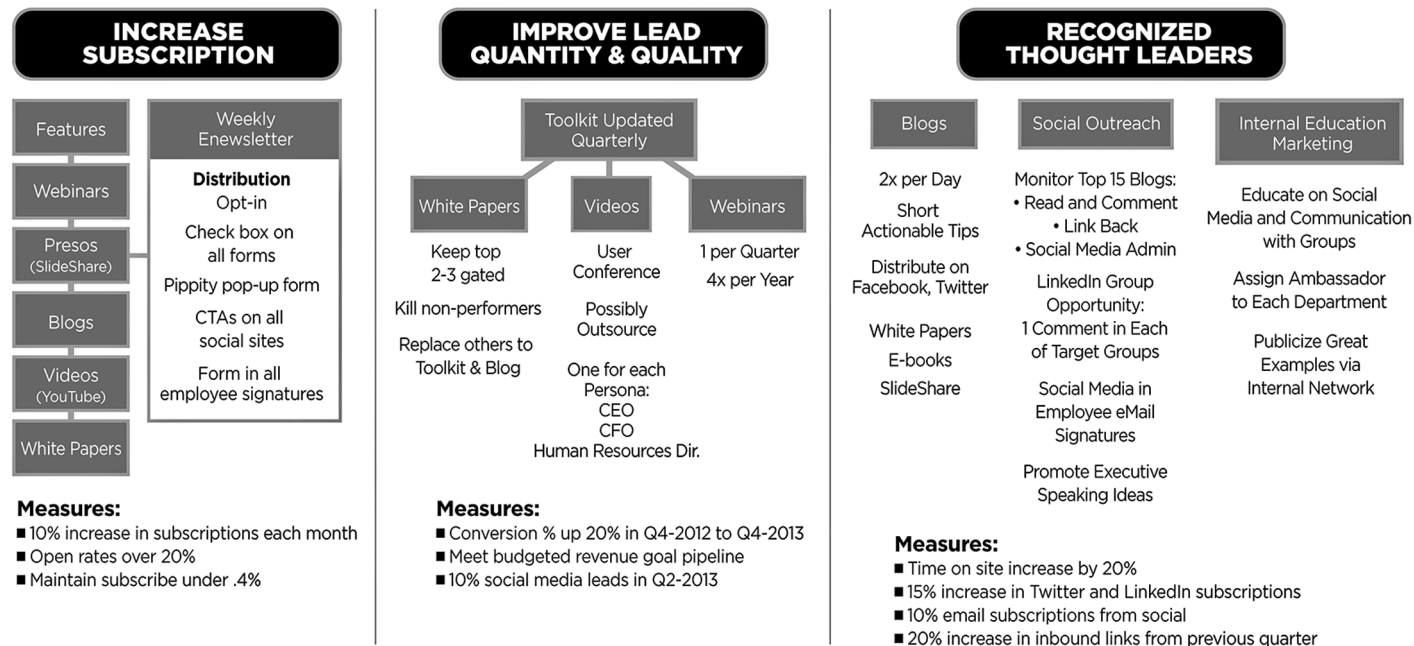 INCREASE
SUBSCRIPTION
Features
Webinars
Presos
(SlideShare)
Blogs
Videos
(YouTube)
White Papers
Weekly
Enewsletter
Distribution
Opt-in
Check box on
all forms
Pippity pop-up form
CTAs on all
social sites
Form in all
employee signatures
Measures:
■ 10% increase in subscriptions each month
■ Open rates over 20%
■ Maintain subscribe under .4%
IMPROVE LEAD
QUANTITY & QUALITY
Toolkit Updated
Quarterly
White Papers
Keep top
2-3 gated
Kill non-performers
Replace others to
Toolkit & Blog
Videos
User
Conference
Possibly
Outsource
One for each
Persona:
CEO
CFO
Human Resources Dir.
Webinars
1 per Quarter
4x per Year
Measures:
■ Conversion % up 20% in Q4-2012 to Q4-2013
■ Meet budgeted revenue goal pipeline
■ 10% social media leads in Q2-2013
RECOGNIZED
THOUGHT LEADERS
Blogs
2x per Day
Short
Actionable Tips
Distribute on
Facebook, Twitter
White Papers
E-books
SlideShare
Social Outreach
Monitor Top 15 Blogs:
• Read and Comment
• Link Back
• Social Media Admin
LinkedIn Group
Opportunity:
1 Comment in Each
of Target Groups
Social Media in
Employee eMail
Signatures
Promote Executive
Speaking Ideas
Internal Education
Marketing
Educate on Social
Media and Communication
with Groups
Assign Ambassador
to Each Department
Publicize Great
Examples via
Internal Network
Measures:
■ Time on site increase by 20%
■ 15% increase in Twitter and LinkedIn subscriptions
■ 10% email subscriptions from social
■ 20% increase in inbound links from previous quarter